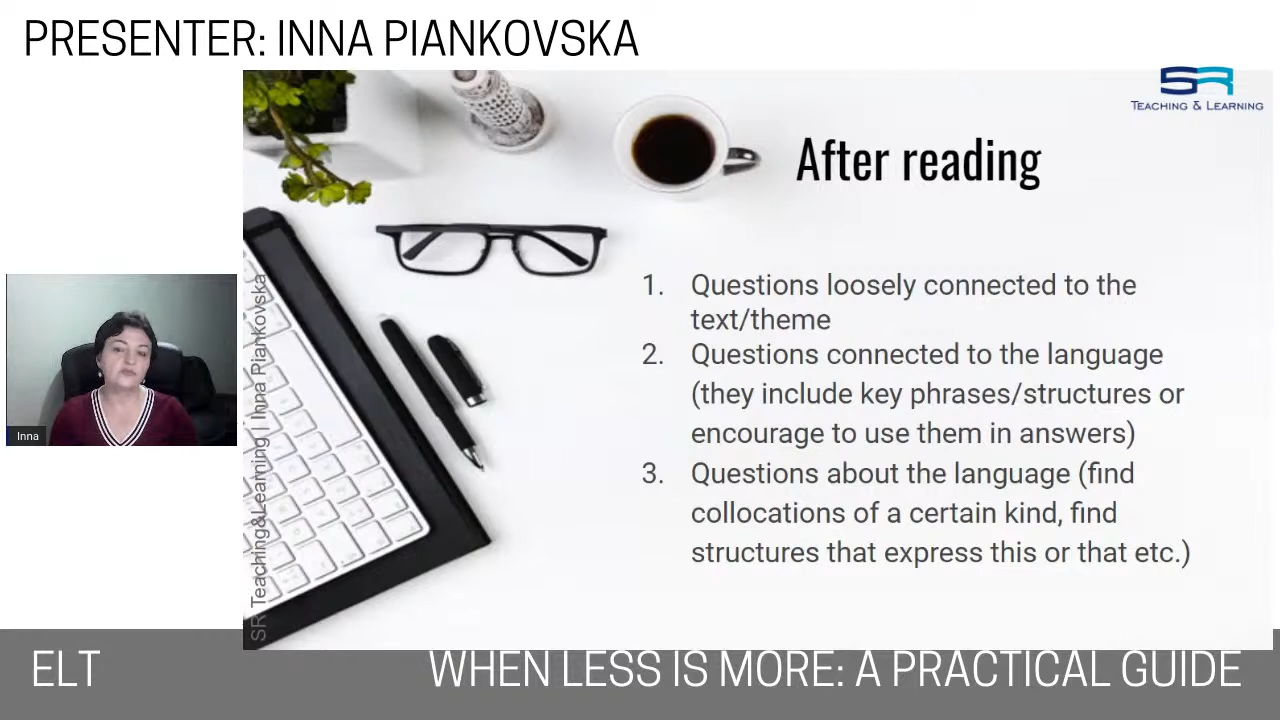 PRESENTER: INNA PIANKOVSKA
SR
TEACHING & LEARNING
After reading
1. Questions loosely connected to the
text/theme
2. Questions connected to the language
(they include key phrases/structures or
encourage to use them in answers)
3. Questions about the language (find
collocations of a certain kind, find
structures that express this or that etc.)
SR Teaching&Learning | Inna Piankovska
Inna
ELT
WHEN LESS IS MORE: A PRACTICAL GUIDE